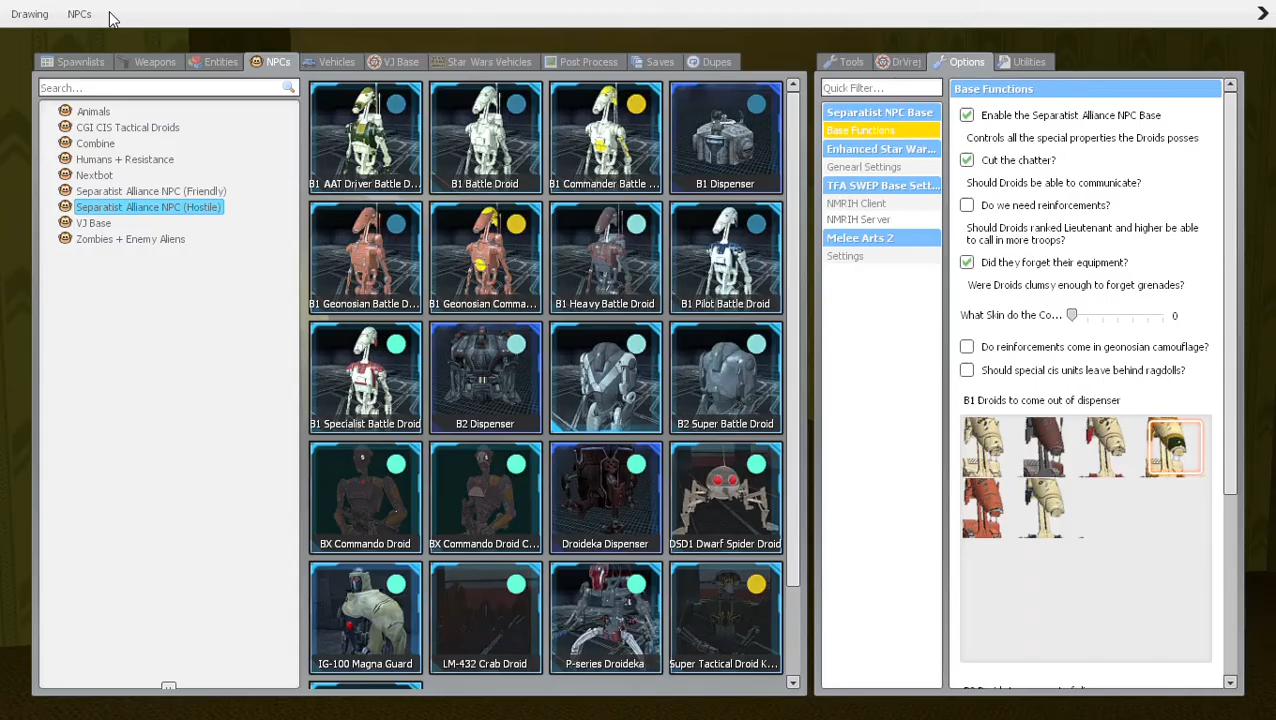 Drawing NPCs
Spawnlists Weapons Entities NPCs Vehicles VJ Base Star Wars Vehicles Post Process Saves Dupes
Search...
Animals
CGI CIS Tactical Droids
Combine
Humans + Resistance
Nextbot
Separatist Alliance NPC (Friendly)
Separatist Alliance NPC (Hostile)
VJ Base
Zombies + Enemy Aliens
B1 AAT Driver Battle D...
B1 Battle Droid
B1 Commander Battle ...
B1 Dispenser
B1 Geonosian Battle D...
B1 Geonosian Comma...
B1 Heavy Battle Droid
B1 Pilot Battle Droid
B1 Specialist Battle Droid
B2 Dispenser
B2 Super Battle Droid
BX Commando Droid
BX Commando Droid C...
Droideka Dispenser
DSD1 Dwarf Spider Droid
IG-100 Magna Guard
LM-432 Crab Droid
P-series Droideka
Super Tactical Droid K...
Tools DrVrej Options Utilities
Quick Filter...
Separatist NPC Base
Base Functions
Enhanced Star War...
Genearl Settings
TFA SWEP Base Sett...
NMRIH Client
NMRIH Server
Melee Arts 2
Settings
Base Functions
Enable the Separatist Alliance NPC Base
Controls all the special properties the Droids posses
Cut the chatter?
Should Droids be able to communicate?
Do we need reinforcements?
Should Droids ranked Lieutenant and higher be able
to call in more troops?
Did they forget their equipment?
Were Droids clumsy enough to forget grenades?
What Skin do the Co... 0
Do reinforcements come in geonosian camouflage?
Should special cis units leave behind ragdolls?
B1 Droids to come out of dispenser